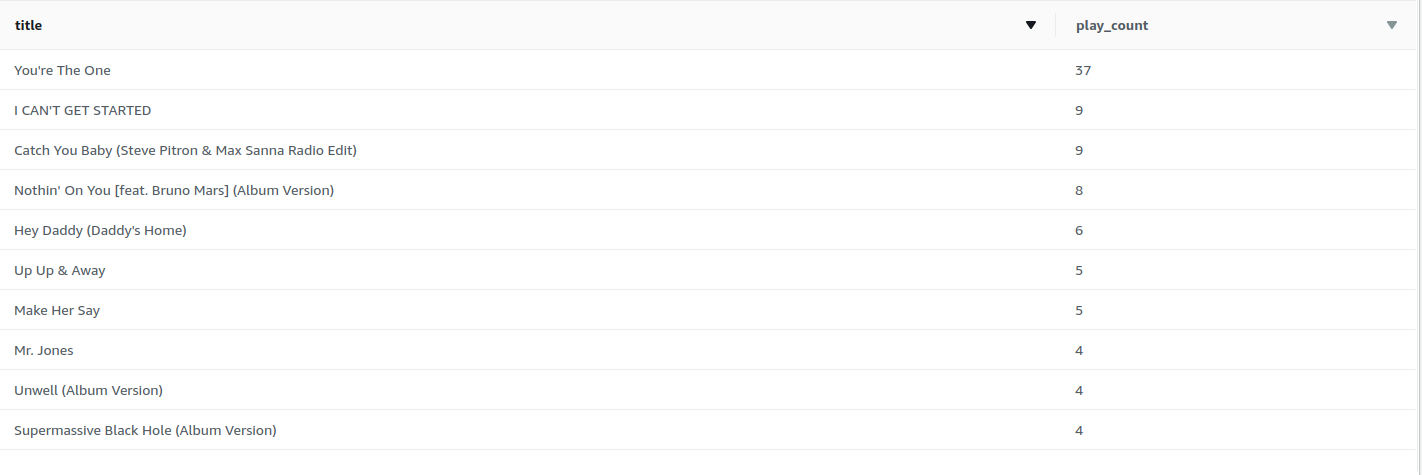 title play_count
You're The One 37
I CAN'T GET STARTED 9
Catch You Baby (Steve Pitron & Max Sanna Radio Edit) 9
Nothin' On You [feat. Bruno Mars] (Album Version) 8
Hey Daddy (Daddy's Home) 6
Up Up & Away 5
Make Her Say 5
Mr. Jones 4
Unwell (Album Version) 4
Supermassive Black Hole (Album Version) 4